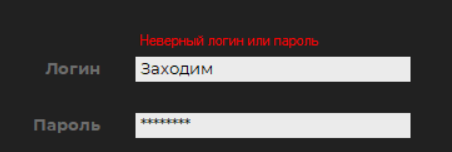 Неверный логин или пароль
Логин Заходим
Пароль ********